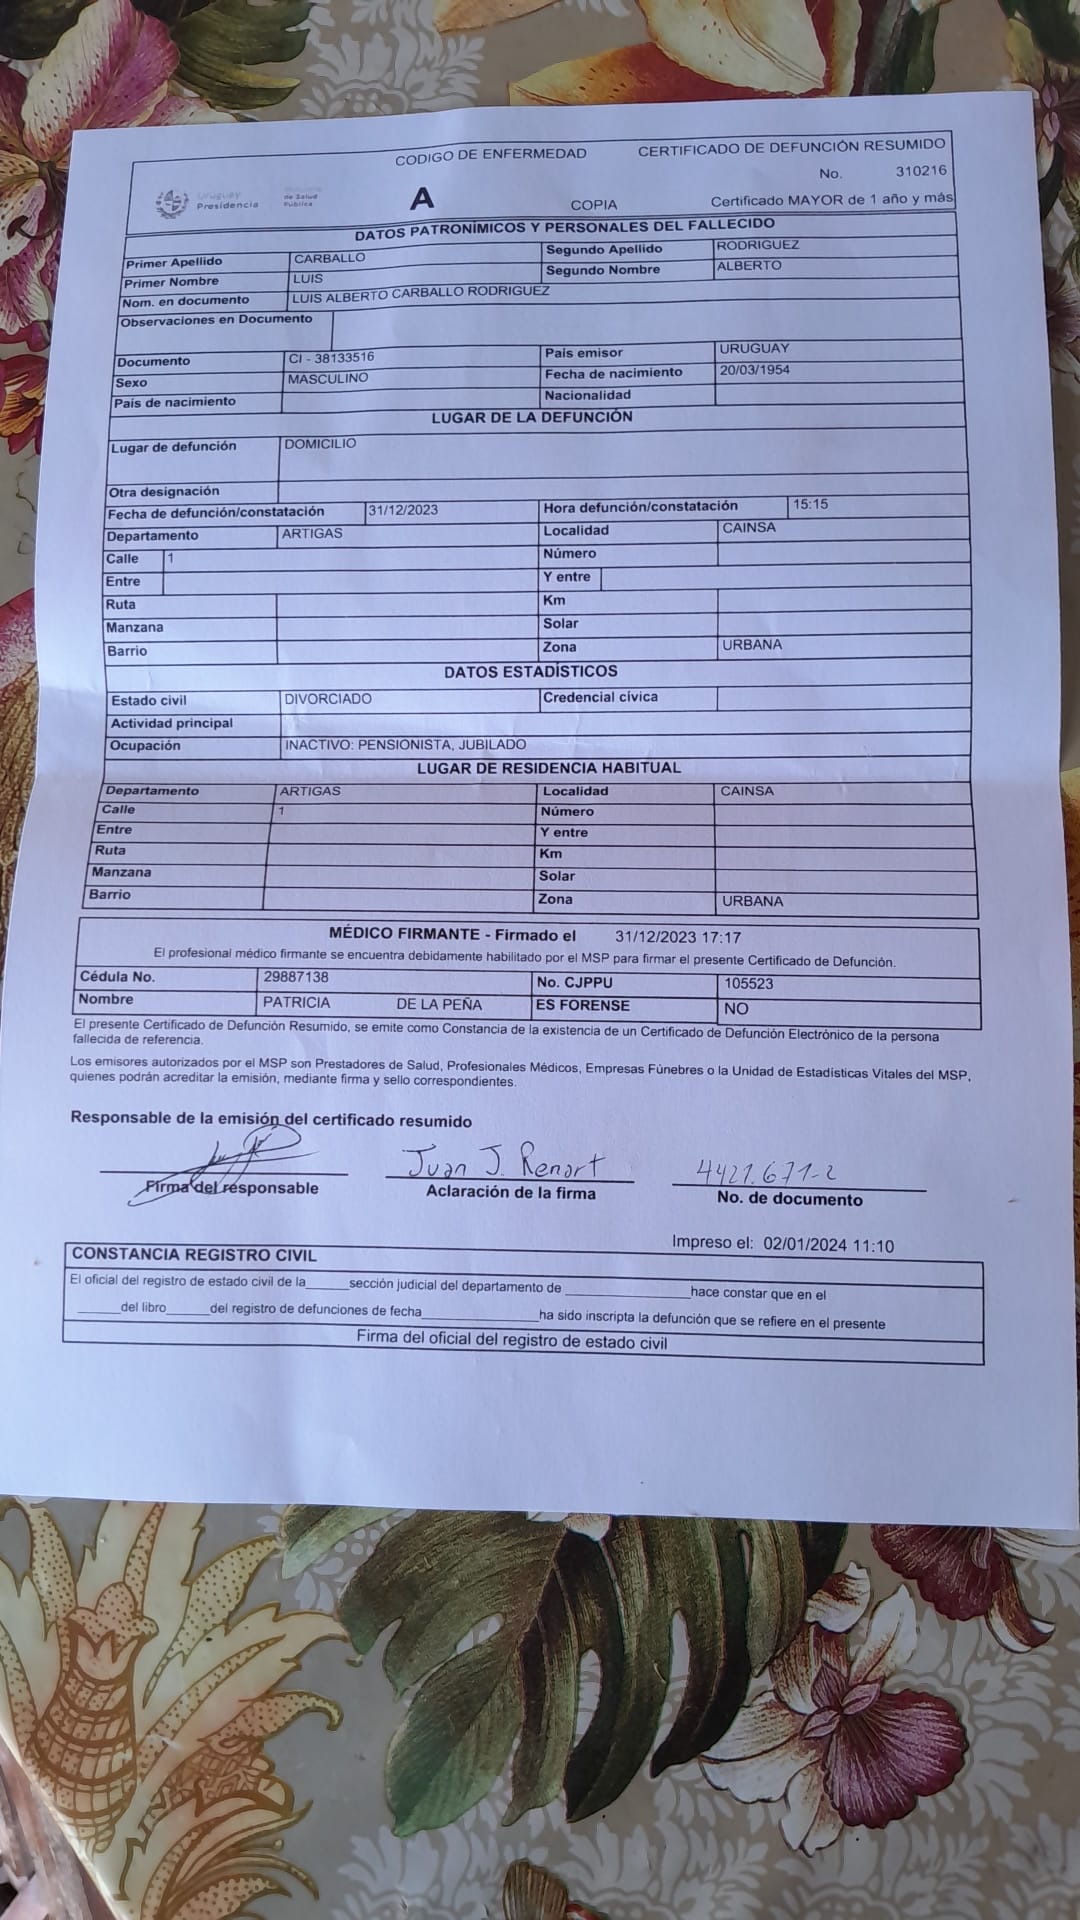 CODIGO DE ENFERMEDAD CERTIFICADO DE DEFUNCIÓN RESUMIDO
No. 310216
Uruguay
Presidencia
de Salud
Pública
A COPIA Certificado MAYOR de 1 año y más
DATOS PATRONÍMICOS Y PERSONALES DEL FALLECIDO
Primer Apellido CARBALLO Segundo Apellido RODRIGUEZ
Primer Nombre LUIS Segundo Nombre ALBERTO
Nom. en documento LUIS ALBERTO CARBALLO RODRIGUEZ
Observaciones en Documento
Documento CI - 38133516 País emisor URUGUAY
Sexo MASCULINO Fecha de nacimiento 20/03/1954
País de nacimiento Nacionalidad
LUGAR DE LA DEFUNCIÓN
Lugar de defunción DOMICILIO
Otra designación
Fecha de defunción/constatación 31/12/2023 Hora defunción/constatación 15:15
Departamento ARTIGAS Localidad CAINSA
Calle 1 Número
Entre Y entre
Ruta Km
Manzana Solar
Barrio Zona URBANA
DATOS ESTADÍSTICOS
Estado civil DIVORCIADO Credencial cívica
Actividad principal
Ocupación INACTIVO: PENSIONISTA, JUBILADO
LUGAR DE RESIDENCIA HABITUAL
Departamento ARTIGAS Localidad CAINSA
Calle 1 Número
Entre Y entre
Ruta Km
Manzana Solar
Barrio Zona URBANA
MÉDICO FIRMANTE - Firmado el 31/12/2023 17:17
El profesional médico firmante se encuentra debidamente habilitado por el MSP para firmar el presente Certificado de Defunción.
Cédula No. 29887138 No. CJPPU 105523
Nombre PATRICIA DE LA PEÑA ES FORENSE NO
El presente Certificado de Defunción Resumido, se emite como Constancia de la existencia de un Certificado de Defunción Electrónico de la persona
fallecida de referencia.
Los emisores autorizados por el MSP son Prestadores de Salud, Profesionales Médicos, Empresas Fúnebres o la Unidad de Estadísticas Vitales del MSP,
quienes podrán acreditar la emisión, mediante firma y sello correspondientes.
Responsable de la emisión del certificado resumido
Juan J. Renart 4421.671-2
Firma del responsable Aclaración de la firma No. de documento
Impreso el: 02/01/2024 11:10
CONSTANCIA REGISTRO CIVIL
El oficial del registro de estado civil de la______sección judicial del departamento de __________________hace constar que en el
______del libro______del registro de defunciones de fecha_________________ha sido inscripta la defunción que se refiere en el presente
Firma del oficial del registro de estado civil